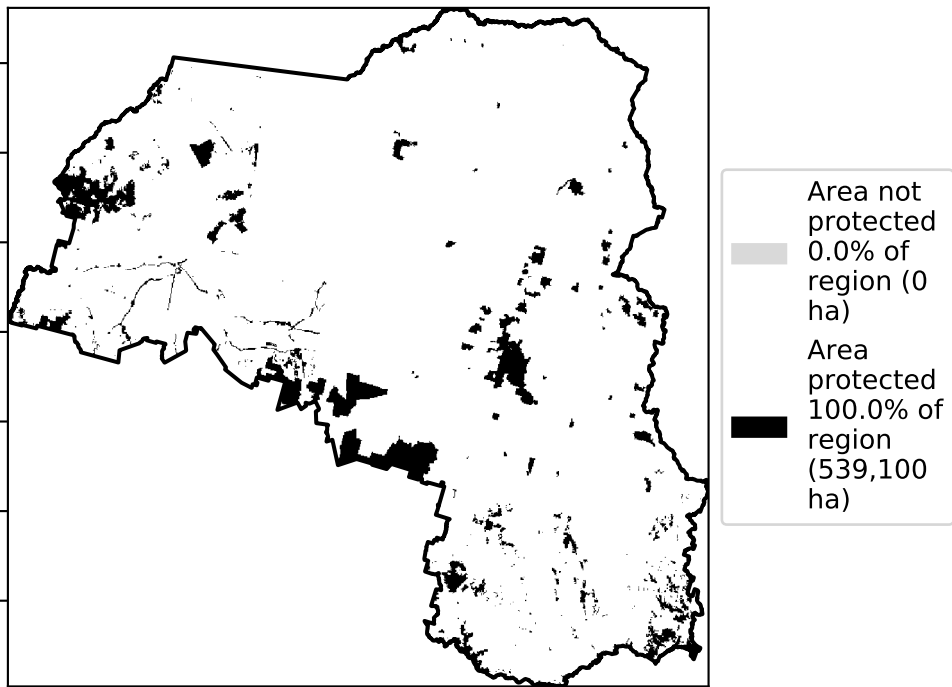 Area not
protected
0.0% of
region (0
ha)
Area
protected
100.0% of
region
(539,100
ha)